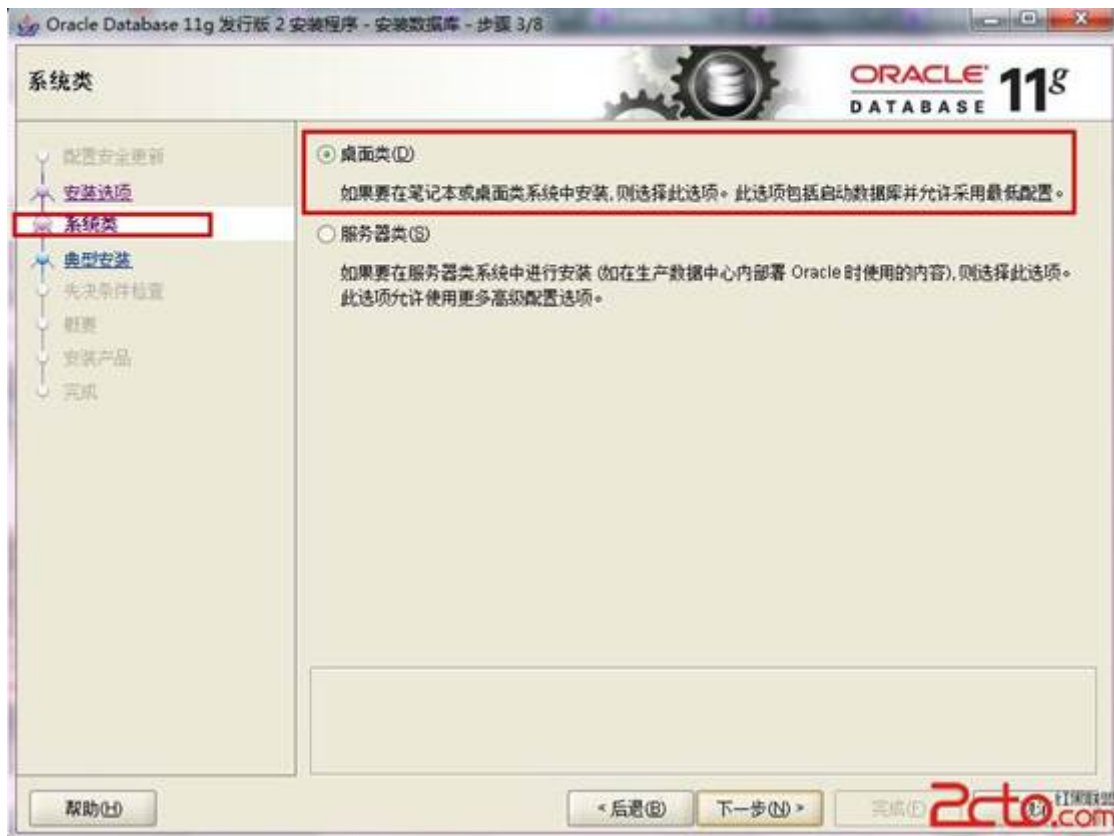 Oracle Database 11g 发行版 2 安装程序 - 安装数据库 - 步骤 3/8
系统类
ORACLE
DATABASE
11g
配置安全更新
安装选项
系统类
典型安装
先决条件检查
概要
安装产品
完成
桌面类(D)
如果要在笔记本或桌面类系统中安装,则选择此选项。此选项包括启动数据库并允许采用最低配置。
服务器类(S)
如果要在服务器类系统中进行安装 (如在生产数据中心内部署 Oracle 时使用的内容),则选择此选项。
此选项允许使用更多高级配置选项。
帮助(H)
< 后退(B)
下一步(N) >
完成(F)
2cto.com
红黑联盟